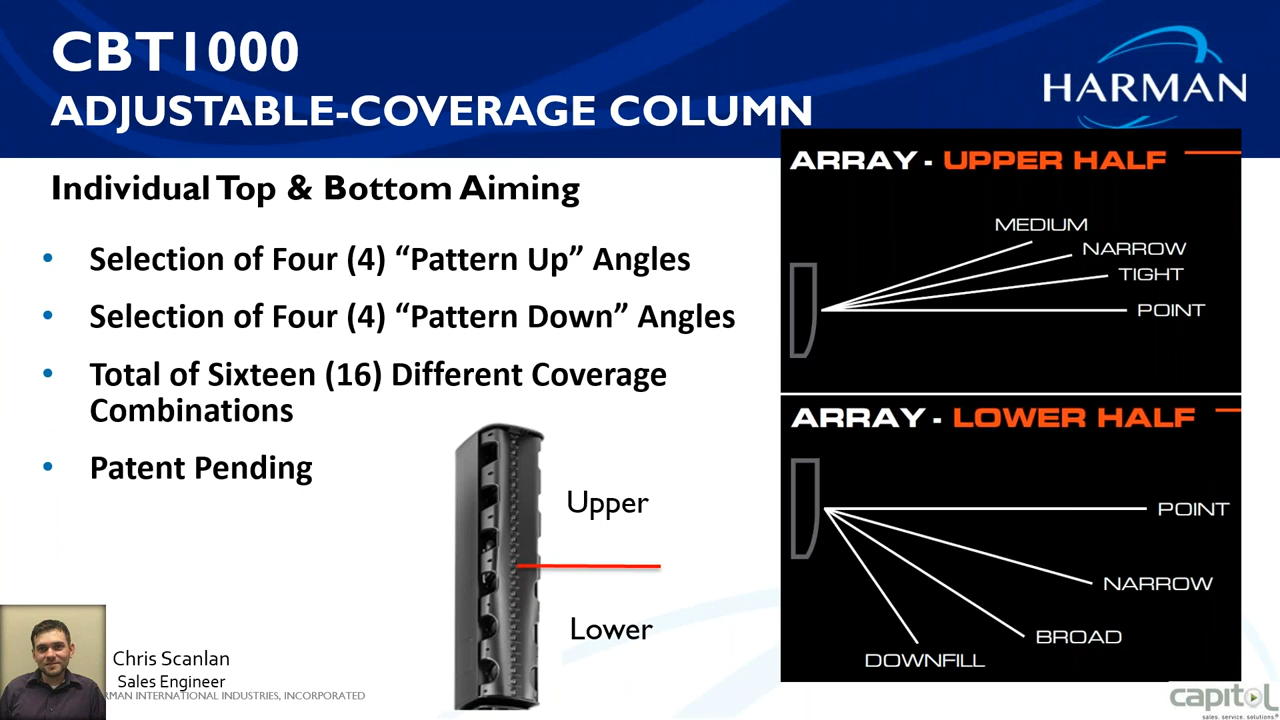 CBT1000
ADJUSTABLE-COVERAGE COLUMN
HARMAN
Individual Top & Bottom Aiming
• Selection of Four (4) “Pattern Up” Angles
• Selection of Four (4) “Pattern Down” Angles
• Total of Sixteen (16) Different Coverage
Combinations
• Patent Pending
Upper
Lower
ARRAY - UPPER HALF
MEDIUM
NARROW
TIGHT
POINT
ARRAY - LOWER HALF
POINT
NARROW
BROAD
DOWNFILL
Chris Scanlan
Sales Engineer
RMAN INTERNATIONAL INDUSTRIES, INCORPORATED
capitol
sales. service. solutions.®